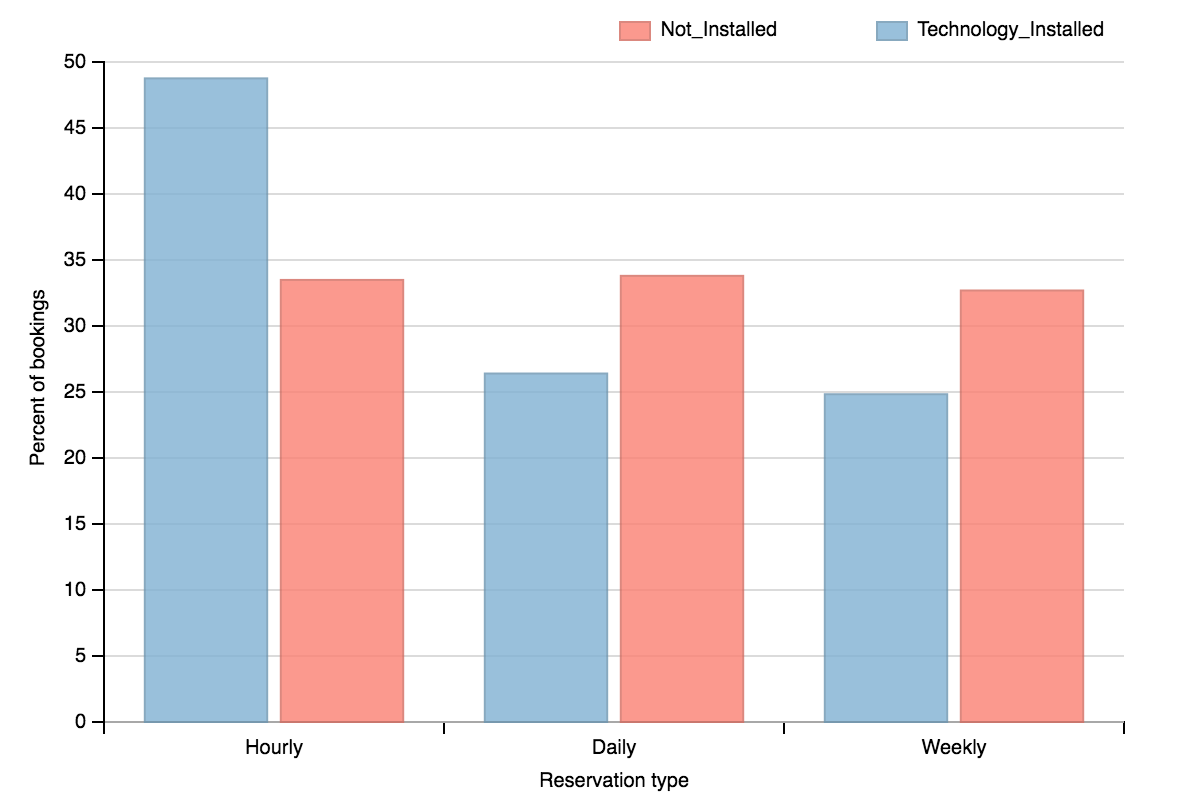 Not_Installed
Technology_Installed
50
45
40
35
30
25
20
15
10
5
0
Percent of bookings
Hourly
Daily
Weekly
Reservation type